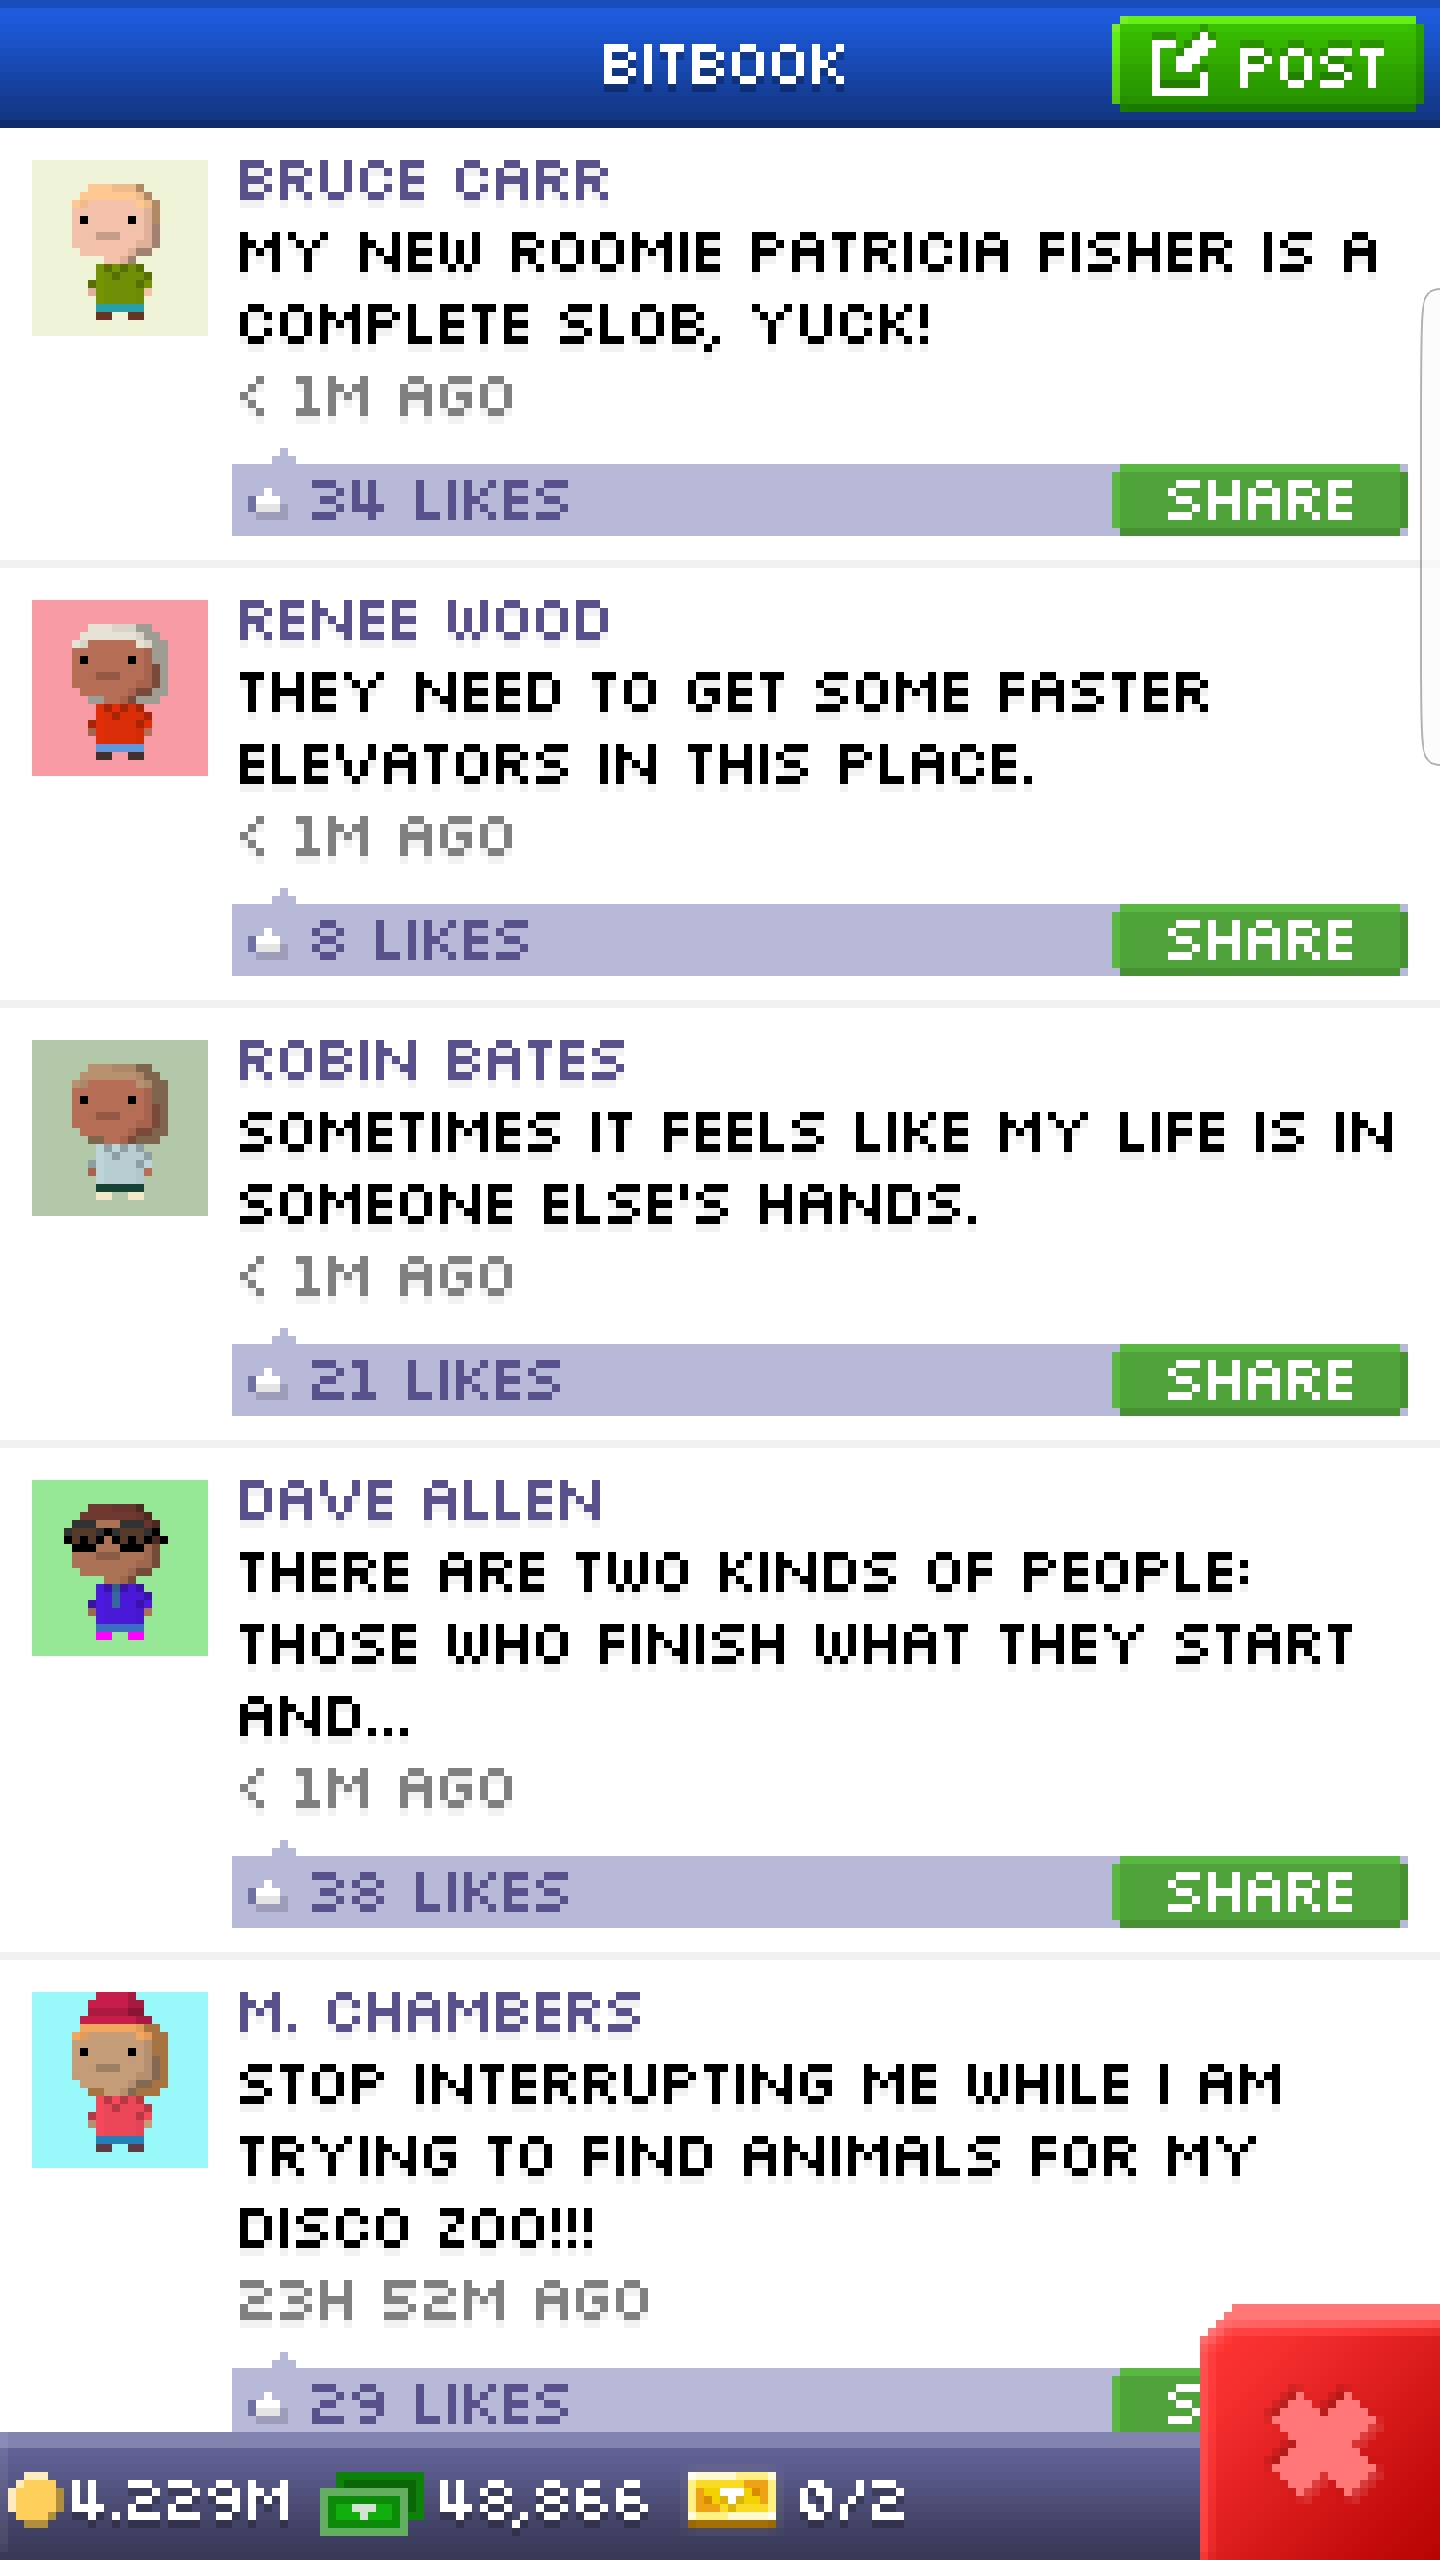 BITBOOK
POST
BRUCE CARR
MY NEW ROOMIE PATRICIA FISHER IS A
COMPLETE SLOB, YUCK!
< 1M AGO
34 LIKES
SHARE
RENEE WOOD
THEY NEED TO GET SOME FASTER
ELEVATORS IN THIS PLACE.
< 1M AGO
8 LIKES
SHARE
ROBIN BATES
SOMETIMES IT FEELS LIKE MY LIFE IS IN
SOMEONE ELSE'S HANDS.
< 1M AGO
21 LIKES
SHARE
DAVE ALLEN
THERE ARE TWO KINDS OF PEOPLE:
THOSE WHO FINISH WHAT THEY START
AND...
< 1M AGO
38 LIKES
SHARE
M. CHAMBERS
STOP INTERRUPTING ME WHILE I AM
TRYING TO FIND ANIMALS FOR MY
DISCO ZOO!!!
23H 52M AGO
29 LIKES
S
4.229M 48,866 0/2